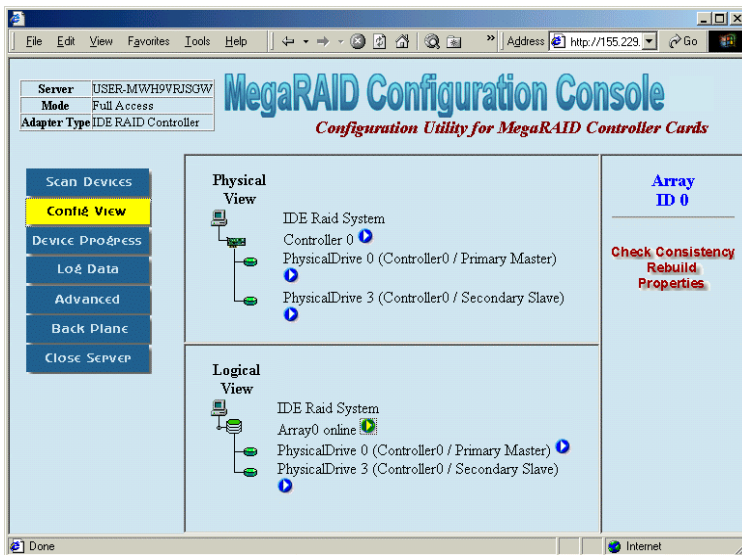 File Edit View Favorites Tools Help » Address http://155.229. Go
Server USER-MWH9VRJSGW
Mode Full Access
Adapter Type IDE RAID Controller
MegaRAID Configuration Console
Configuration Utility for MegaRAID Controller Cards
Scan Devices
Config View
Device Progress
Log Data
Advanced
Back Plane
Close Server
Physical
View
IDE Raid System
Controller 0
PhysicalDrive 0 (Controller0 / Primary Master)
PhysicalDrive 3 (Controller0 / Secondary Slave)
Logical
View
IDE Raid System
Array0 online
PhysicalDrive 0 (Controller0 / Primary Master)
PhysicalDrive 3 (Controller0 / Secondary Slave)
Array
ID 0
Check Consistency
Rebuild
Properties
Done
Internet